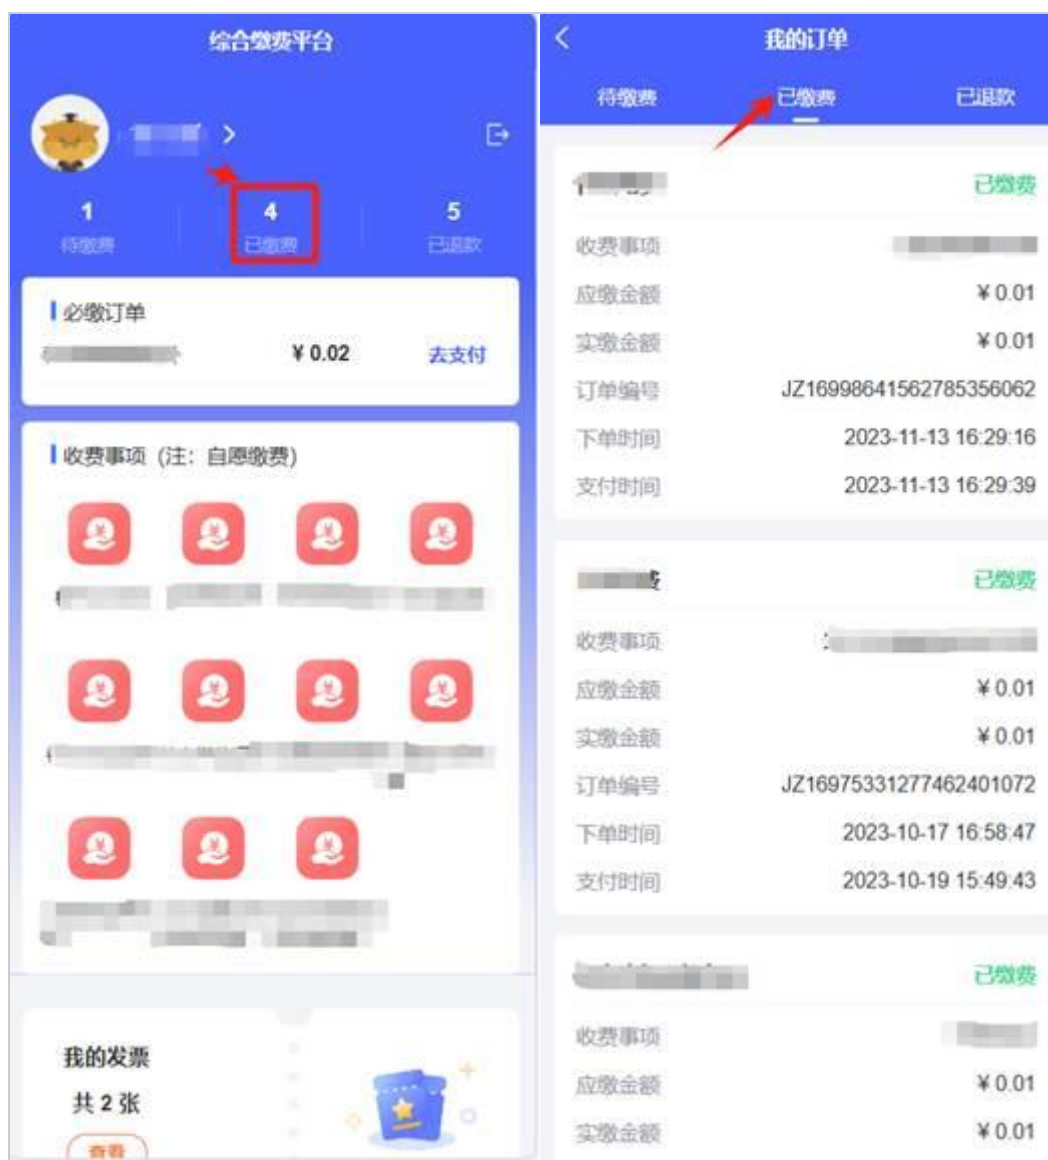 综合缴费平台
1
待缴费
4
已缴费
5
已退款
必缴订单
¥ 0.02
去支付
收费事项 (注：自愿缴费)
我的发票
共 2 张
查看
我的订单
待缴费
已缴费
已退款
已缴费
收费事项
应缴金额
¥ 0.01
实缴金额
¥ 0.01
订单编号
JZ16998641562785356062
下单时间
2023-11-13 16:29:16
支付时间
2023-11-13 16:29:39
费
已缴费
收费事项
应缴金额
¥ 0.01
实缴金额
¥ 0.01
订单编号
JZ16975331277462401072
下单时间
2023-10-17 16:58:47
支付时间
2023-10-19 15:49:43
已缴费
收费事项
应缴金额
¥ 0.01
实缴金额
¥ 0.01